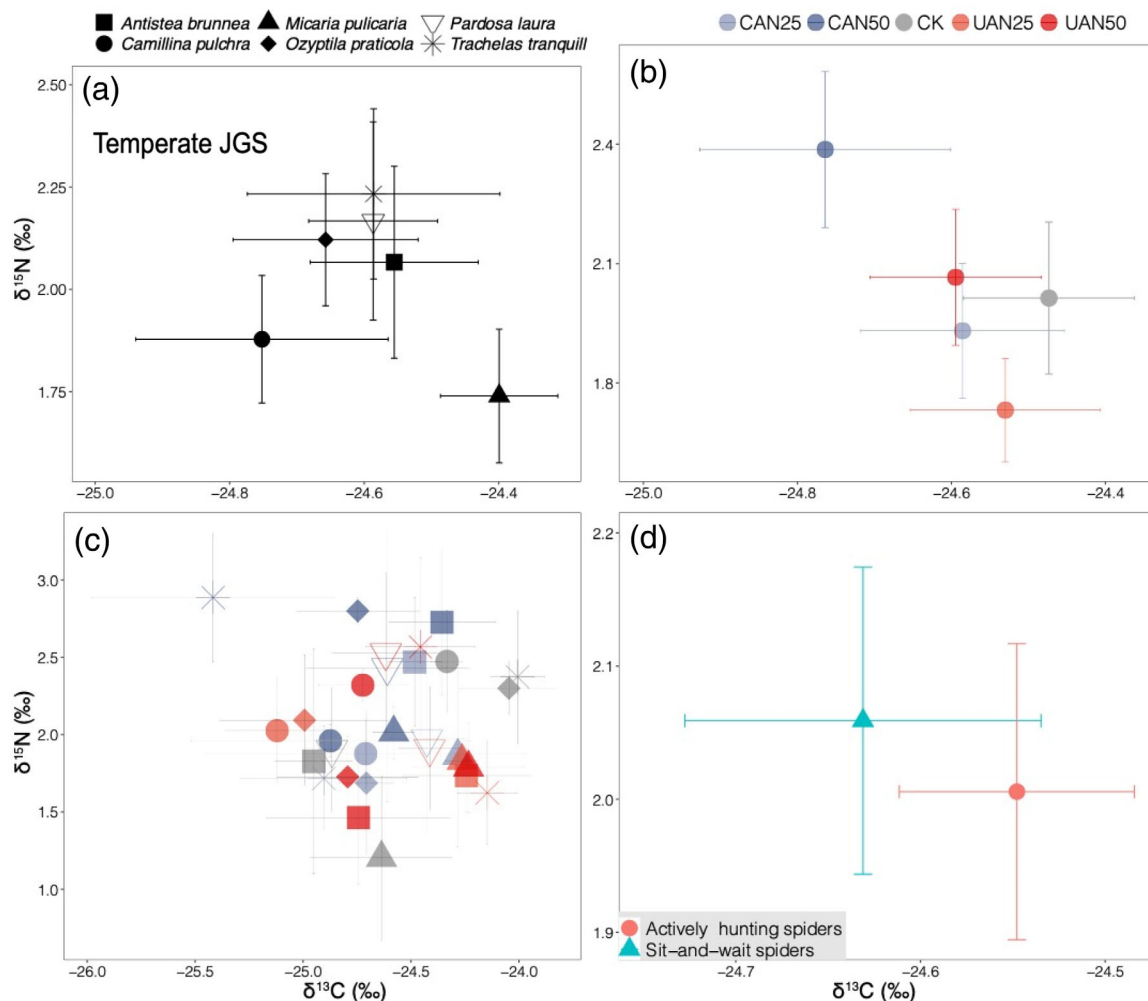 Antistea brunnea Micaria pulicaria Pardosa laura
Camillina pulchra Ozyptila praticola Trachelas tranquill
CAN25 CAN50 CK UAN25 UAN50
(a)
Temperate JGS
2.50
2.25
2.00
1.75
δ¹⁵N (‰)
−25.0 −24.8 −24.6 −24.4
(b)
2.4
2.1
1.8
−25.0 −24.8 −24.6 −24.4
(c)
3.0
2.5
2.0
1.5
1.0
δ¹⁵N (‰)
−26.0 −25.5 −25.0 −24.5 −24.0
δ¹³C (‰)
(d)
2.2
2.1
2.0
1.9
Actively hunting spiders
Sit−and−wait spiders
−24.7 −24.6 −24.5
δ¹³C (‰)